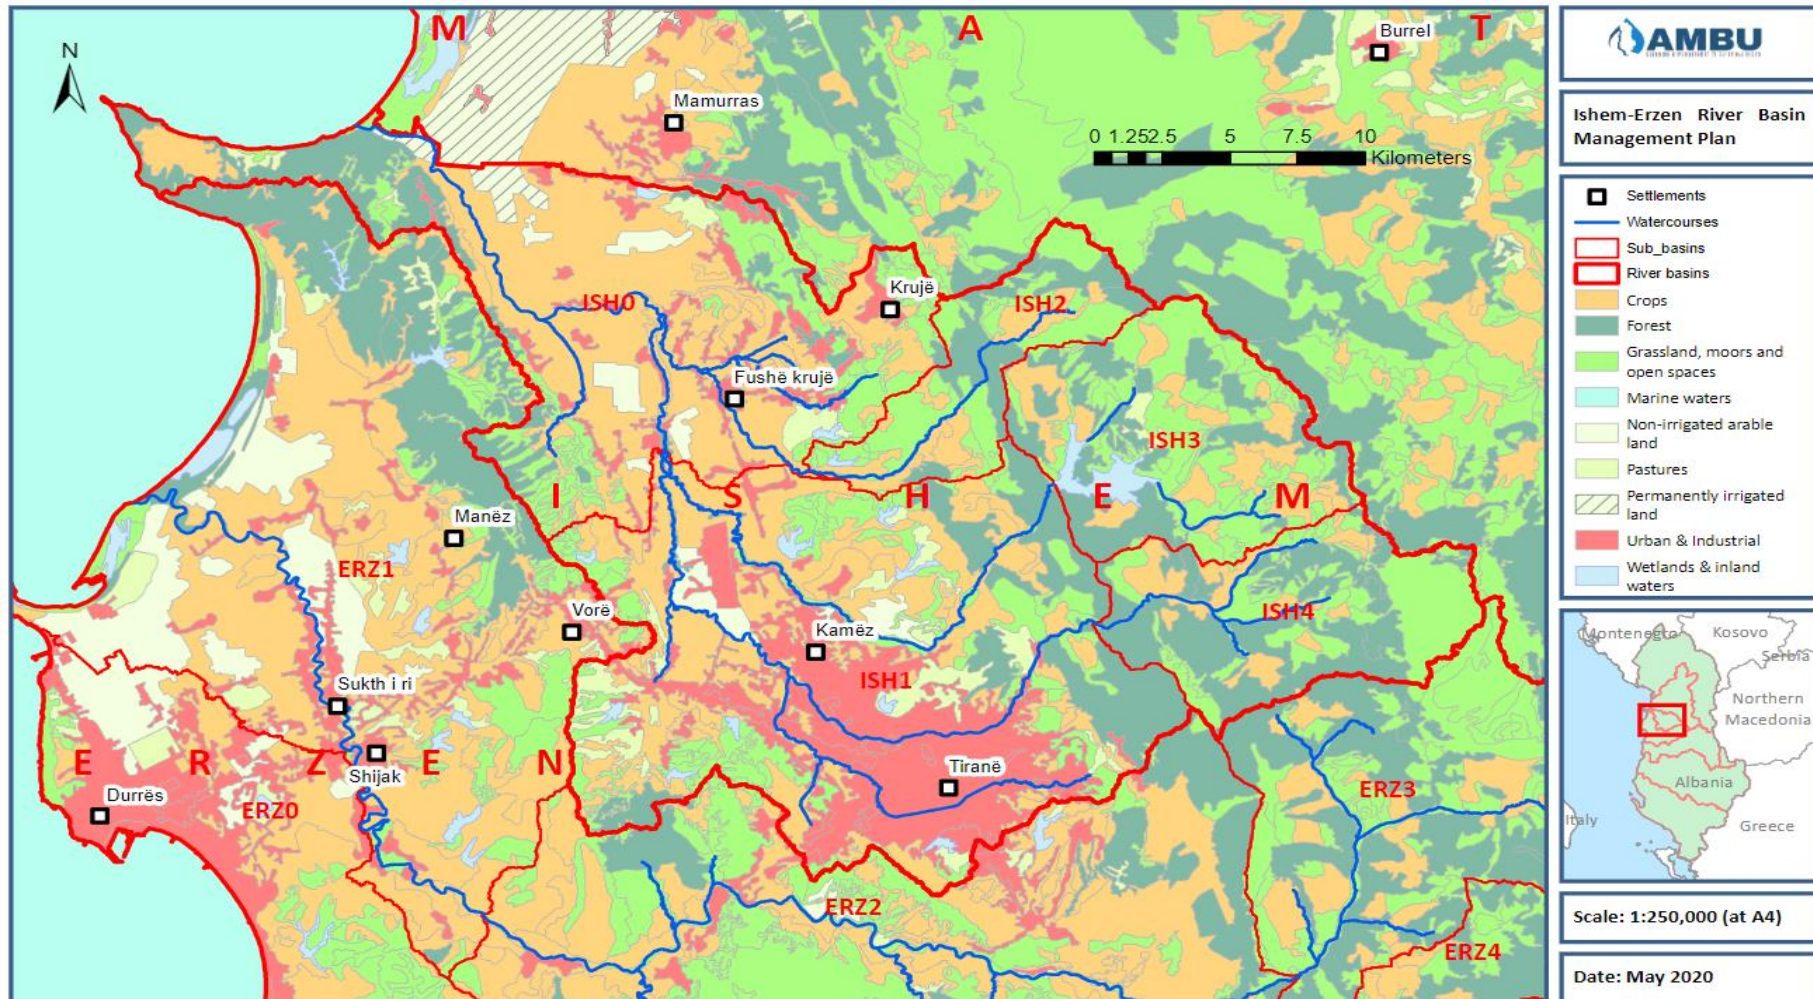 M A T
N
Burrel
Mamurras
0 1.252.5 5 7.5 10
Kilometers
Krujë
ISH0
ISH2
Fushë krujë
ISH3
I S H E M
Manëz
ERZ1
Vorë
Kamëz
ISH4
ISH1
Sukth i ri
E R Z E N
Shijak
Tiranë
Durrës
ERZ0
ERZ3
ERZ2
ERZ4
AMBU
Ishem-Erzen River Basin
Management Plan
Settlements
Watercourses
Sub_basins
River basins
Crops
Forest
Grassland, moors and
open spaces
Marine waters
Non-irrigated arable
land
Pastures
Permanently irrigated
land
Urban & Industrial
Wetlands & inland
waters
Montenegro
Kosovo
Serbia
Northern
Macedonia
Albania
Italy
Greece
Scale: 1:250,000 (at A4)
Date: May 2020